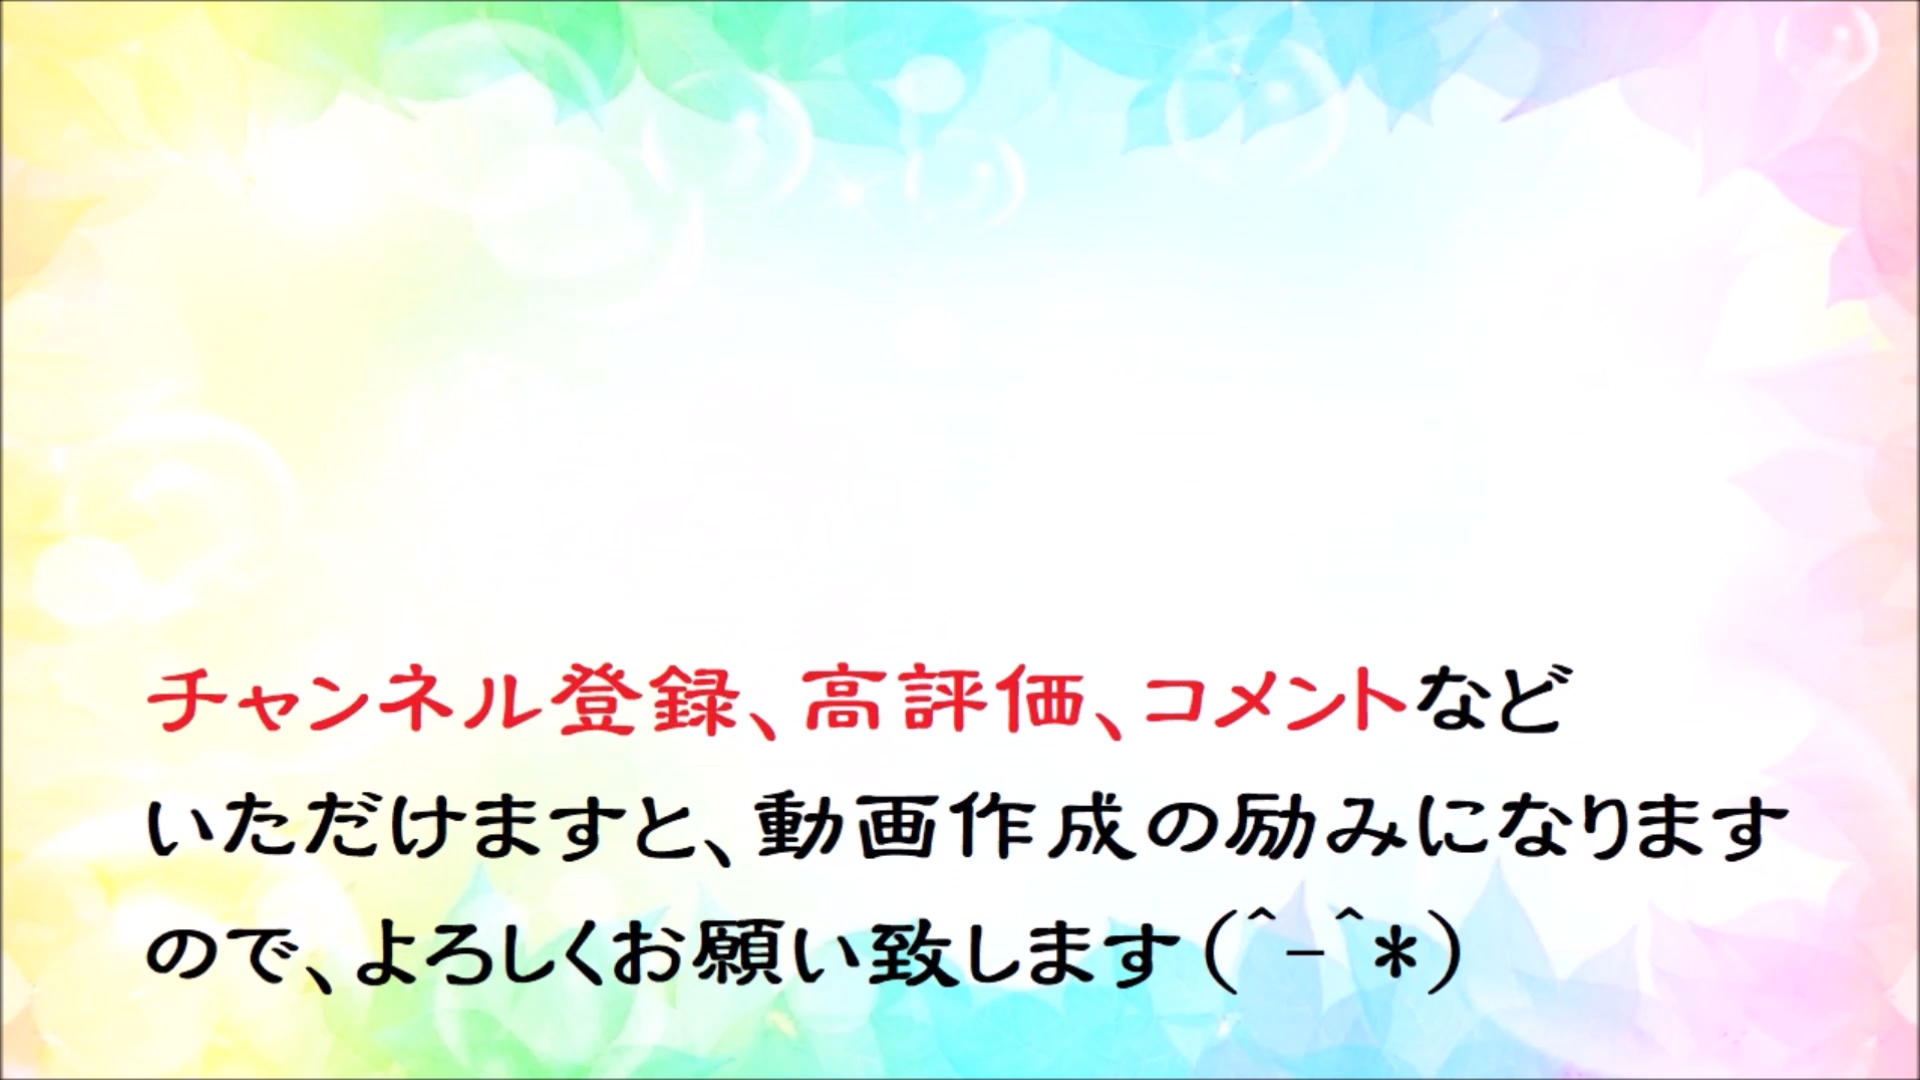 チャンネル登録、高評価、コメントなど
いただけますと、動画作成の励みになります
ので、よろしくお願い致します(^-^*)